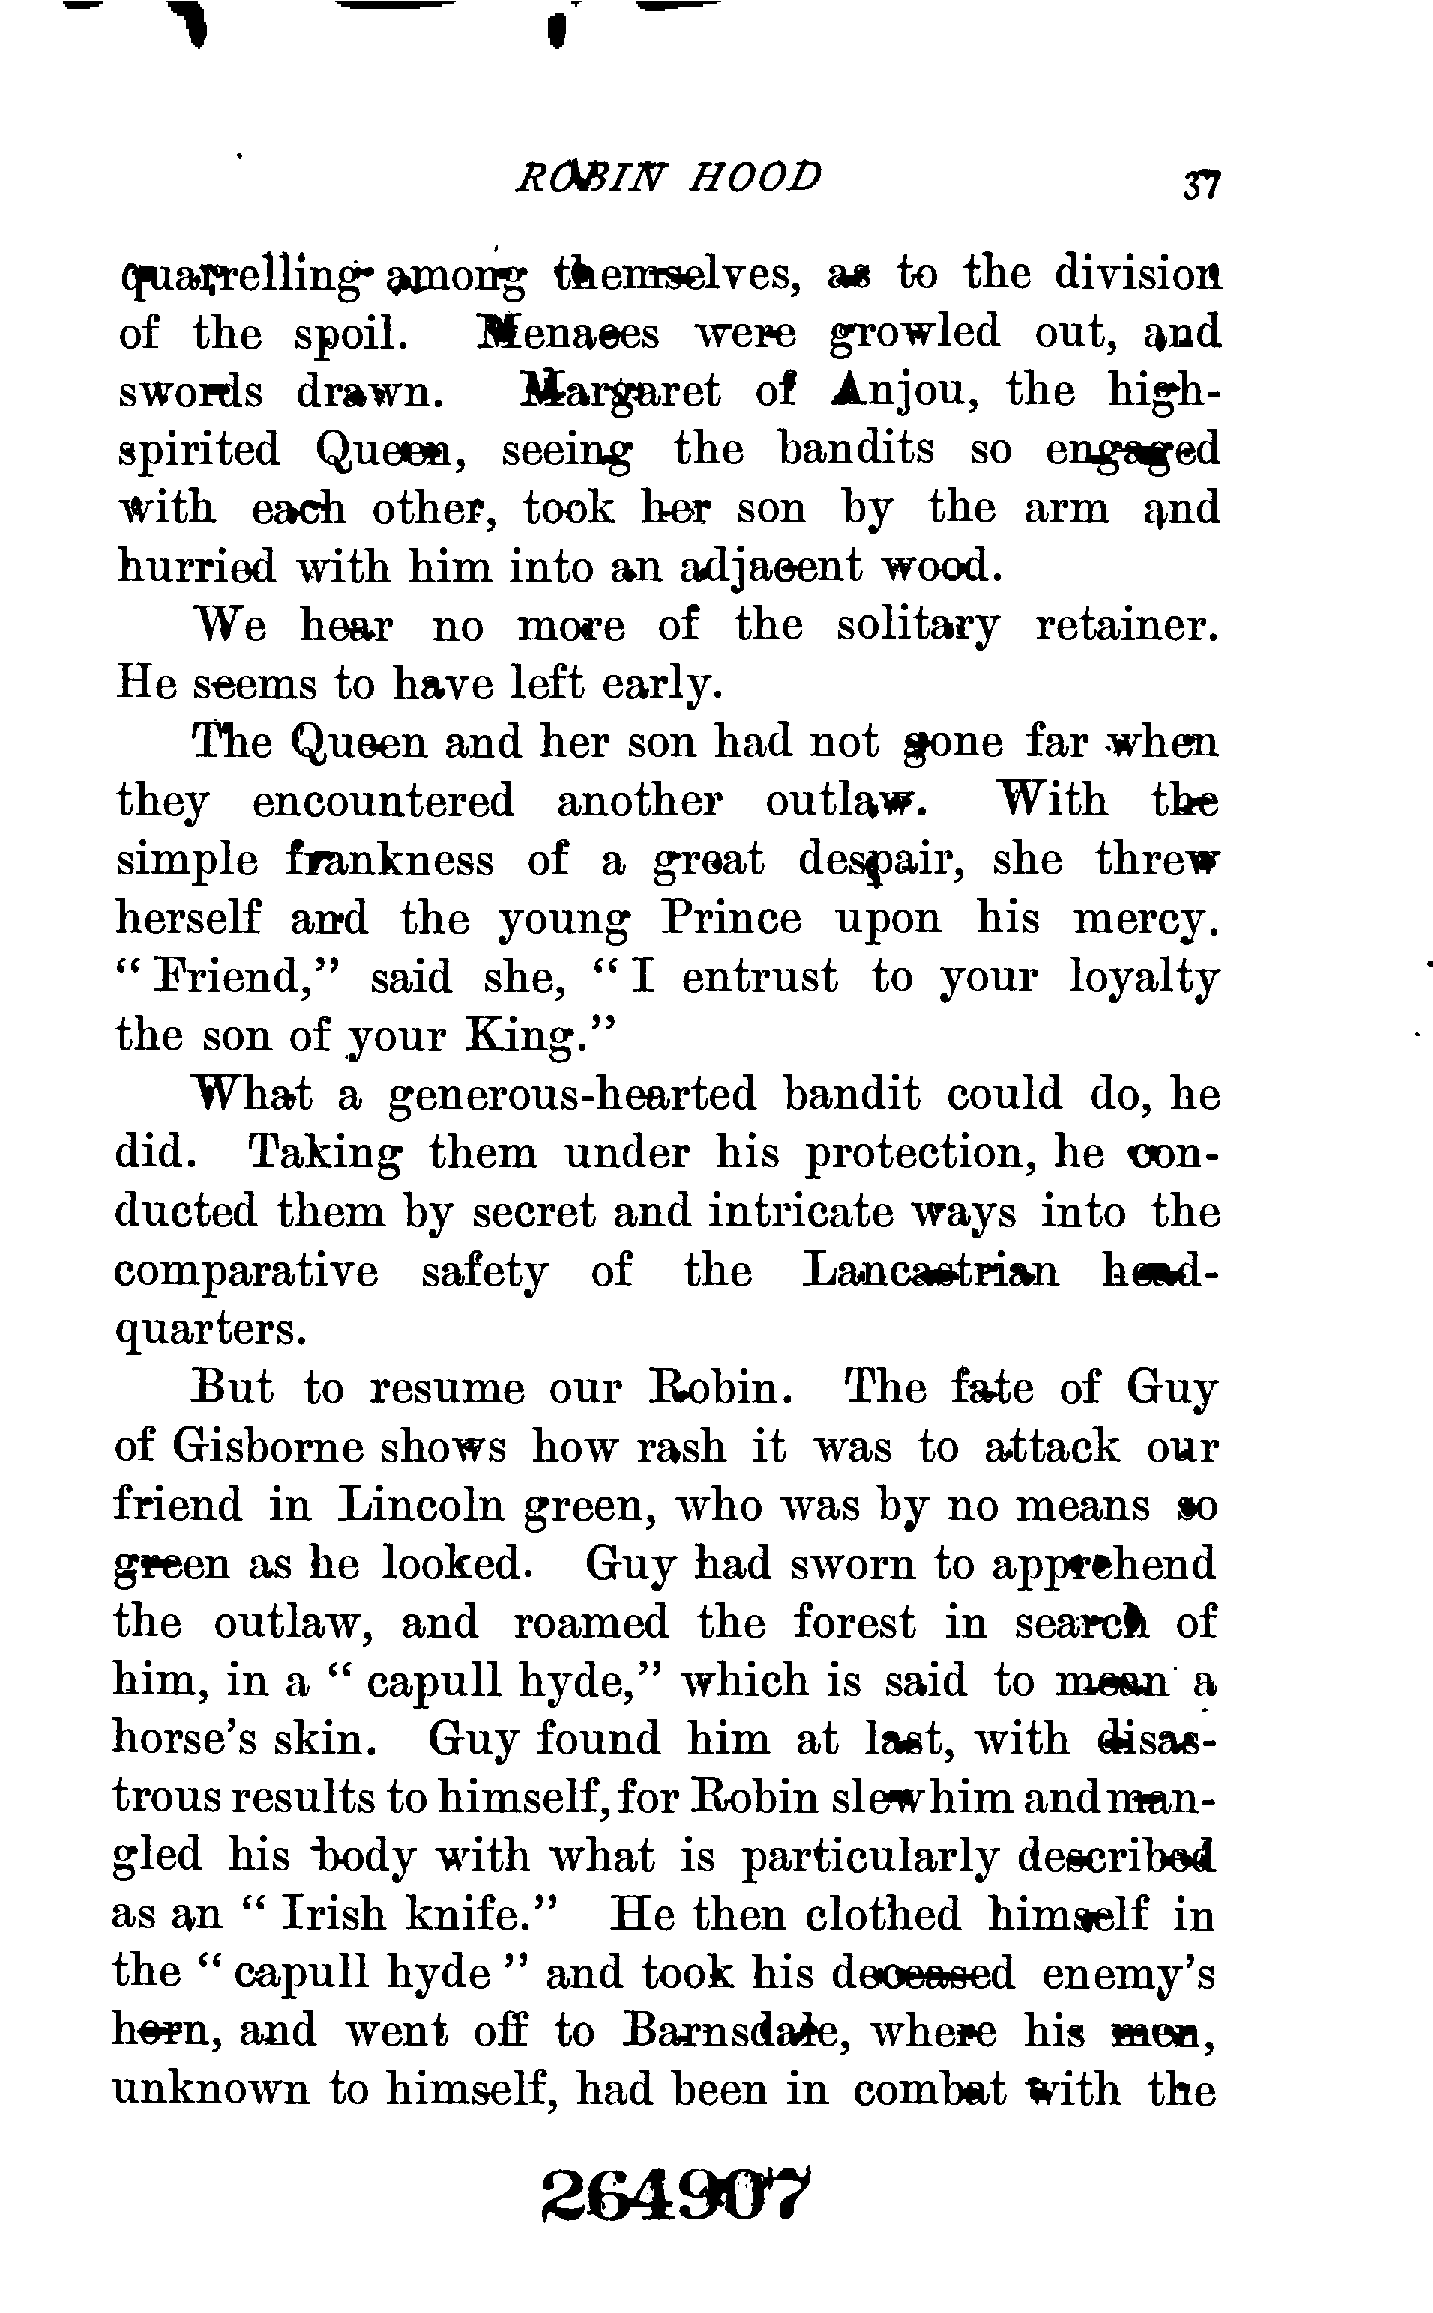 ROBIN HOOD 37
quarrelling among themselves, as to the division
of the spoil. Menaces were growled out, and
swords drawn. Margaret of Anjou, the high-
spirited Queen, seeing the bandits so engaged
with each other, took her son by the arm and
hurried with him into an adjacent wood.
We hear no more of the solitary retainer.
He seems to have left early.
The Queen and her son had not gone far when
they encountered another outlaw. With the
simple frankness of a great despair, she threw
herself and the young Prince upon his mercy.
“Friend,” said she, “I entrust to your loyalty
the son of your King.”
What a generous-hearted bandit could do, he
did. Taking them under his protection, he con-
ducted them by secret and intricate ways into the
comparative safety of the Lancastrian head-
quarters.
But to resume our Robin. The fate of Guy
of Gisborne shows how rash it was to attack our
friend in Lincoln green, who was by no means so
green as he looked. Guy had sworn to apprehend
the outlaw, and roamed the forest in search of
him, in a “capull hyde,” which is said to mean a
horse’s skin. Guy found him at last, with disas-
trous results to himself, for Robin slew him and man-
gled his body with what is particularly described
as an “Irish knife.” He then clothed himself in
the “capull hyde” and took his deceased enemy’s
horn, and went off to Barnsdale, where his men,
unknown to himself, had been in combat with the
264907